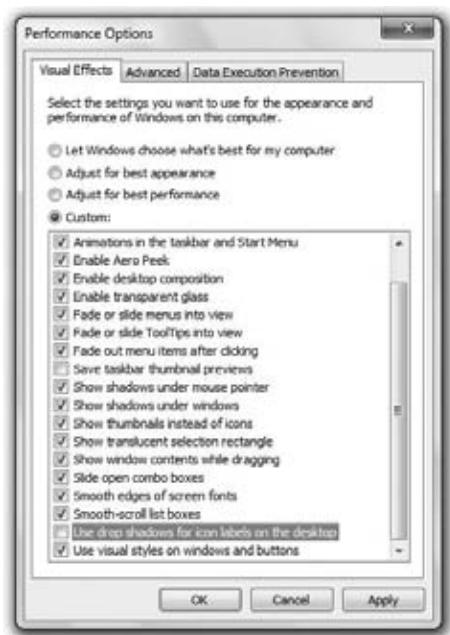 Performance Options
Visual Effects Advanced Data Execution Prevention
Select the settings you want to use for the appearance and
performance of Windows on this computer.
Let Windows choose what's best for my computer
Adjust for best appearance
Adjust for best performance
Custom:
Animations in the taskbar and Start Menu
Enable Aero Peek
Enable desktop composition
Enable transparent glass
Fade or slide menus into view
Fade or slide ToolTips into view
Fade out menu items after clicking
Save taskbar thumbnail previews
Show shadows under mouse pointer
Show shadows under windows
Show thumbnails instead of icons
Show translucent selection rectangle
Show window contents while dragging
Slide open combo boxes
Smooth edges of screen fonts
Smooth-scroll list boxes
Use drop shadows for icon labels on the desktop
Use visual styles on windows and buttons
OK Cancel Apply